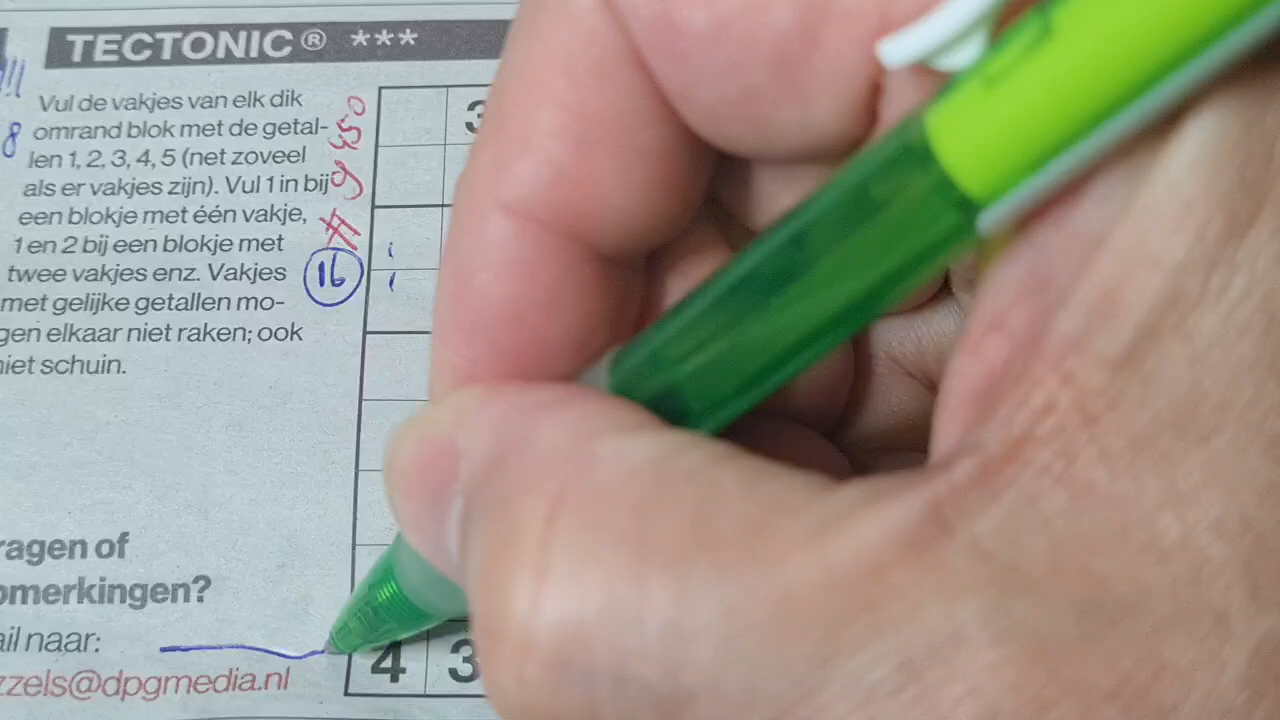 TECTONIC® ***
Vul de vakjes van elk dik
omrand blok met de getal-
len 1, 2, 3, 4, 5 (net zoveel
als er vakjes zijn). Vul 1 in bij
een blokje met één vakje,
1 en 2 bij een blokje met
twee vakjes enz. Vakjes
met gelijke getallen mo-
gen elkaar niet raken; ook
niet schuin.
8
16
3
ragen of
pmerkingen?
ail naar:
zzels@dpgmedia.nl
4 3